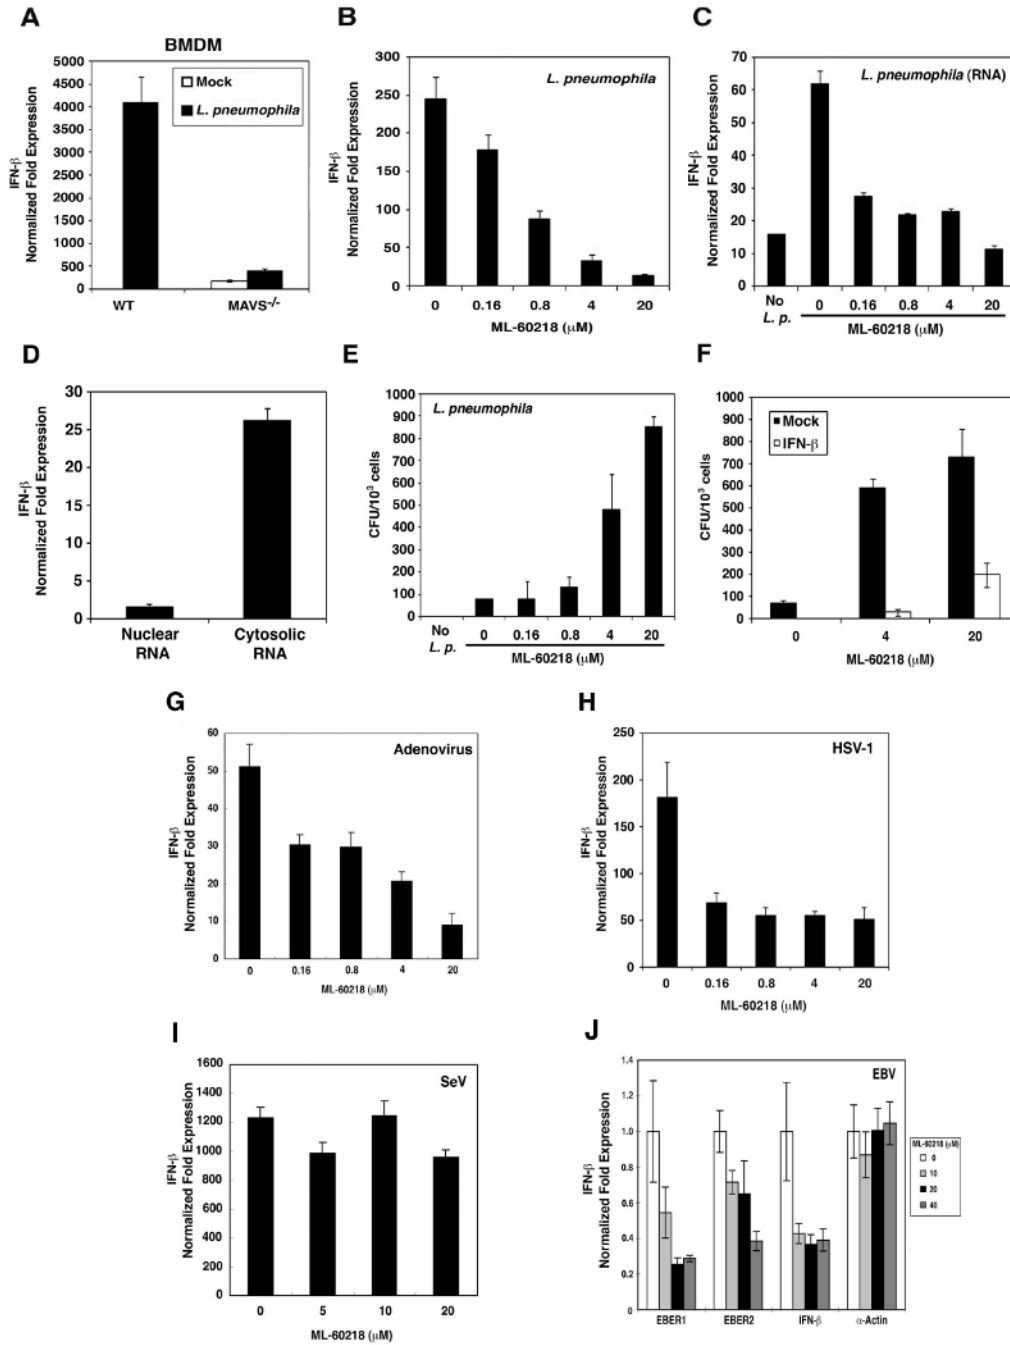 A
BMDM
IFN-β
Normalized Fold Expression
5000
4500
4000
3500
3000
2500
2000
1500
1000
500
0
Mock
L. pneumophila
WT
MAVS-/-
B
L. pneumophila
IFN-β
Normalized Fold Expression
300
250
200
150
100
50
0
0 0.16 0.8 4 20
ML-60218 (μM)
C
L. pneumophila (RNA)
IFN-β
Normalized Fold Expression
70
60
50
40
30
20
10
0
No
L. p.
0 0.16 0.8 4 20
ML-60218 (μM)
D
IFN-β
Normalized Fold Expression
30
25
20
15
10
5
0
Nuclear
RNA
Cytosolic
RNA
E
L. pneumophila
CFU/10³ cells
1000
900
800
700
600
500
400
300
200
100
0
No
L. p.
0 0.16 0.8 4 20
ML-60218 (μM)
F
Mock
IFN-β
CFU/10³ cells
1000
900
800
700
600
500
400
300
200
100
0
0 4 20
ML-60218 (μM)
G
Adenovirus
IFN-β
Normalized Fold Expression
60
50
40
30
20
10
0
0 0.16 0.8 4 20
ML-60218 (μM)
H
HSV-1
IFN-β
Normalized Fold Expression
250
200
150
100
50
0
0 0.16 0.8 4 20
ML-60218 (μM)
I
SeV
IFN-β
Normalized Fold Expression
1600
1400
1200
1000
800
600
400
200
0
0 5 10 20
ML-60218 (μM)
J
EBV
IFN-β
Normalized Fold Expression
1.4
1.2
1.0
0.8
0.6
0.4
0.2
0
EBER1 EBER2 IFN-β α-Actin
ML-60218 (μM)
0
10
20
40